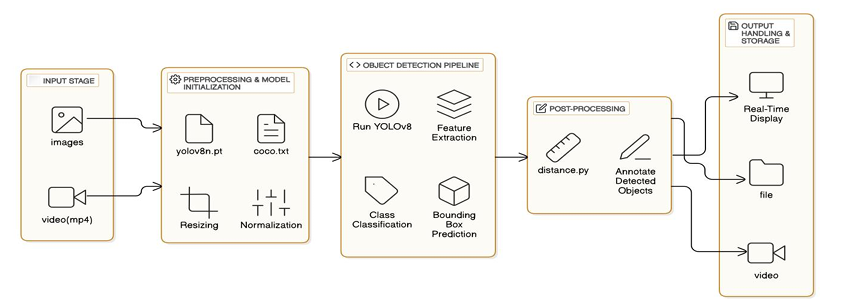 INPUT STAGE
images
video(mp4)
PREPROCESSING & MODEL
INITIALIZATION
yolov8n.pt
coco.txt
Resizing
Normalization
<> OBJECT DETECTION PIPELINE
Run YOLOv8
Feature
Extraction
Class
Classification
Bounding
Box
Prediction
POST-PROCESSING
distance.py
Annotate
Detected
Objects
OUTPUT
HANDLING &
STORAGE
Real-Time
Display
file
video